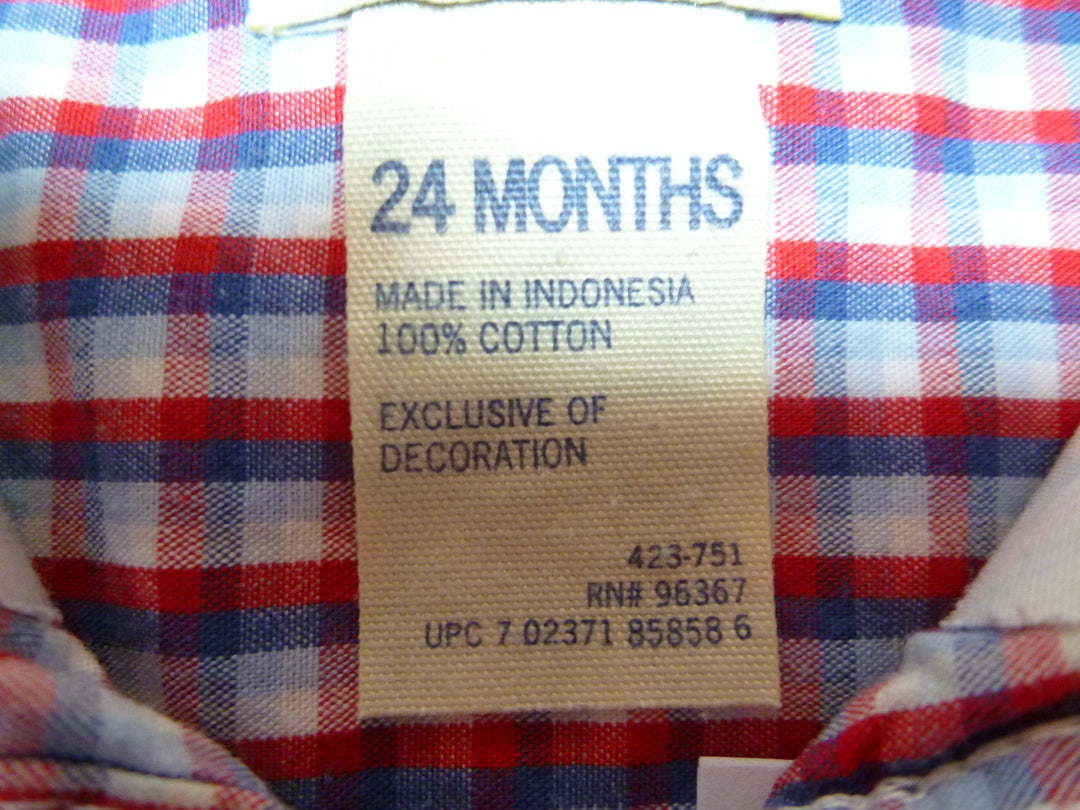 24 MONTHS
MADE IN INDONESIA
100% COTTON
EXCLUSIVE OF
DECORATION
423-751
RN# 96367
UPC 7 02371 85858 6